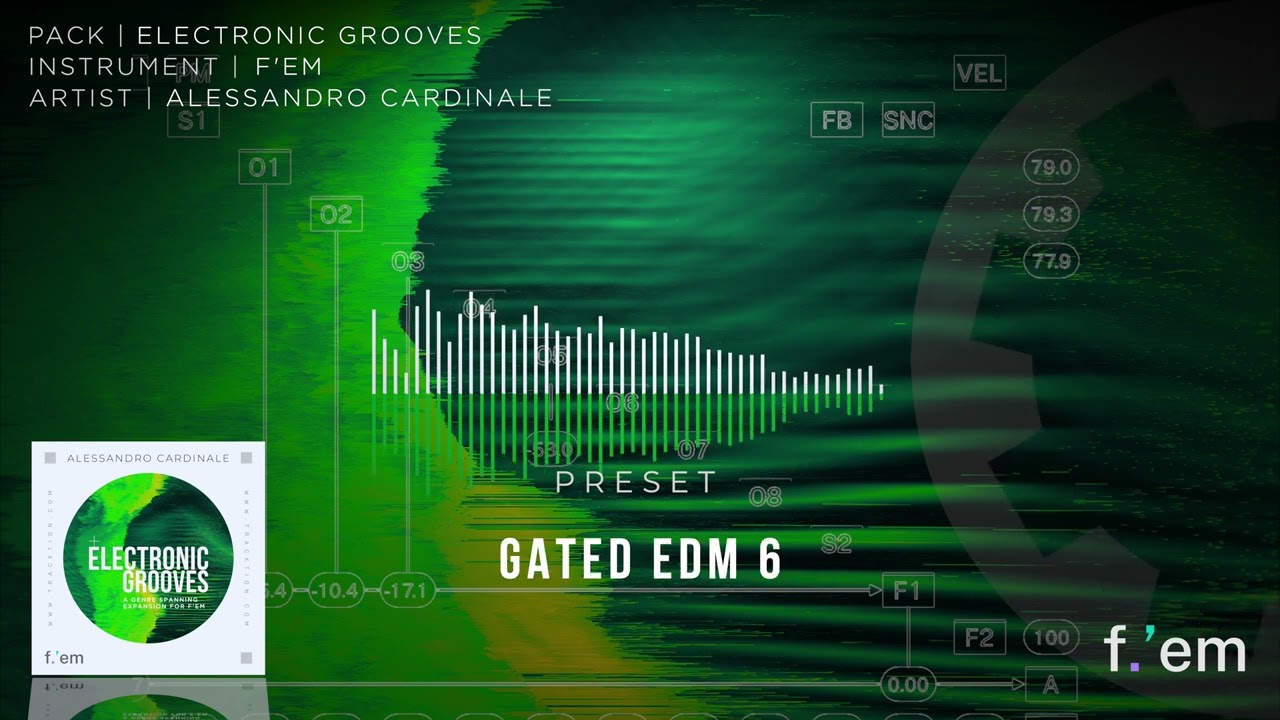 PACK | ELECTRONIC GROOVES
INSTRUMENT | F'EM
ARTIST | ALESSANDRO CARDINALE
PM
S1
VEL
FB SNC
O1
79.0
O2
79.3
O3
77.9
O4
O5
O6
-53.0
O7
PRESET
O8
GATED EDM 6
S2
-10.4 -17.1 F1
F2 100
0.00 A
f.'em
ALESSANDRO CARDINALE
WWW.TRACKTION.COM
WWW.TRACKTION.COM
ELECTRONIC
GROOVES
A GENRE SPANNING
EXPANSION FOR F'EM
f.'em